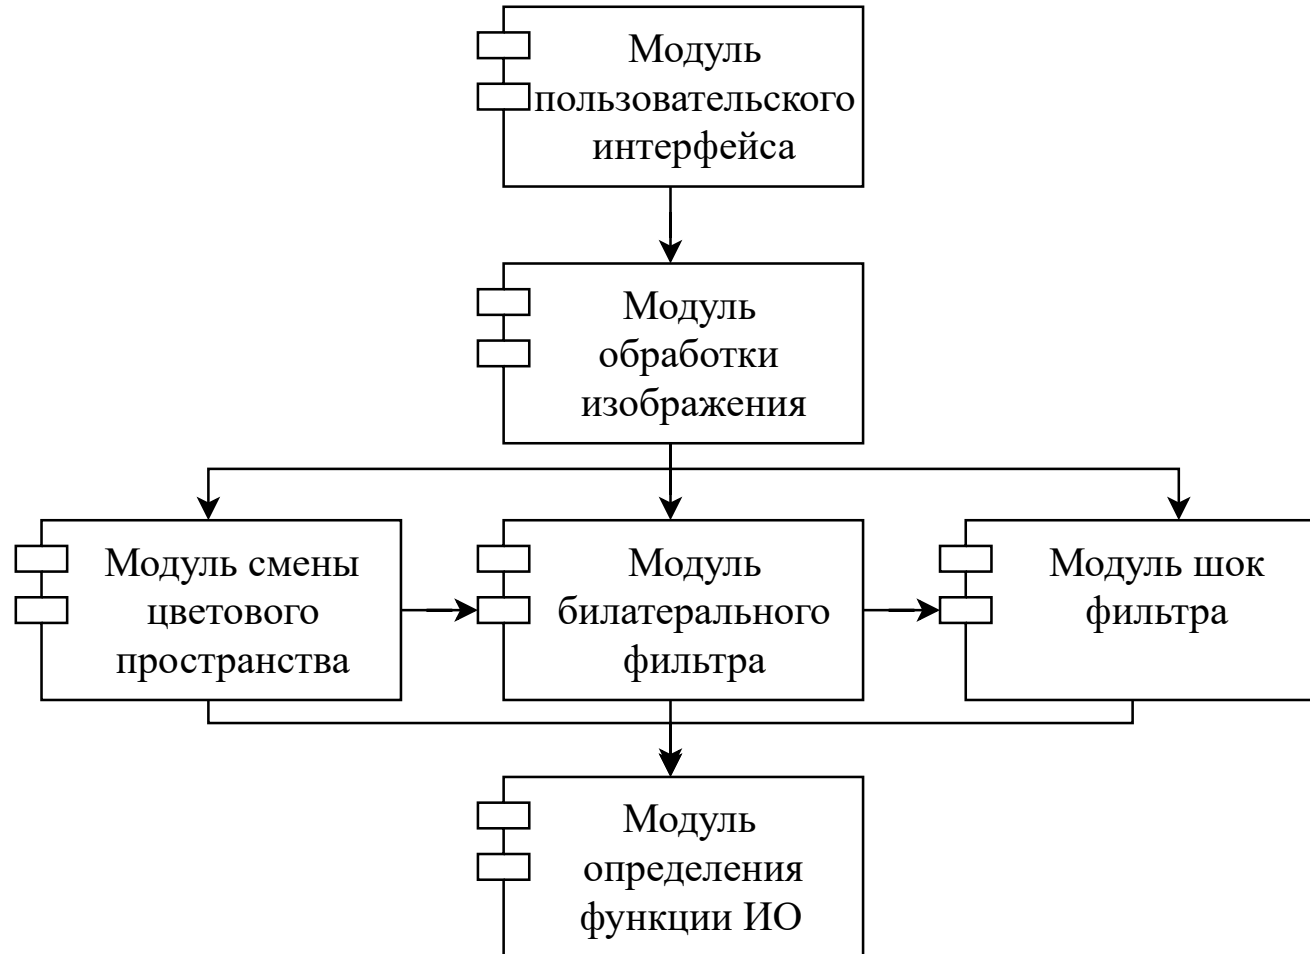 Модуль
пользовательского
интерфейса
Модуль
обработки
изображения
Модуль смены
цветового
пространства
Модуль
билатерального
фильтра
Модуль шок
фильтра
Модуль
определения
функции ИО